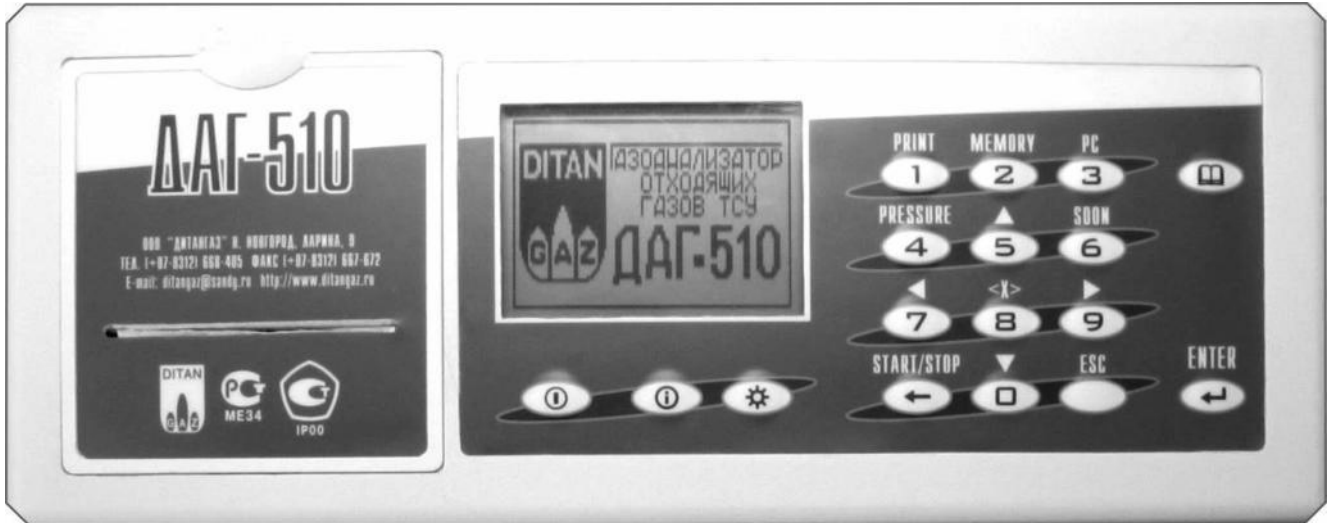 ДАГ-510
ООО "ДИТАНГАЗ" Н. НОВГОРОД, ЛАРИНА, 9
ТЕЛ. (+07-8312) 668-405 ФАКС (+07-8312) 667-672
E-mail: ditangaz@sandy.ru http://www.ditangaz.ru
DITAN
GAZ
РСТ
ME34
IP00
DITAN
GAZ
ГАЗОАНАЛИЗАТОР
ОТХОДЯЩИХ
ГАЗОВ ТСУ
ДАГ-510
PRINT MEMORY PC
1 2 3
PRESSURE ▲ SOON
4 5 6
◀ <X> ▶
7 8 9
START/STOP ▼ ESC ENTER
← 0 ↵